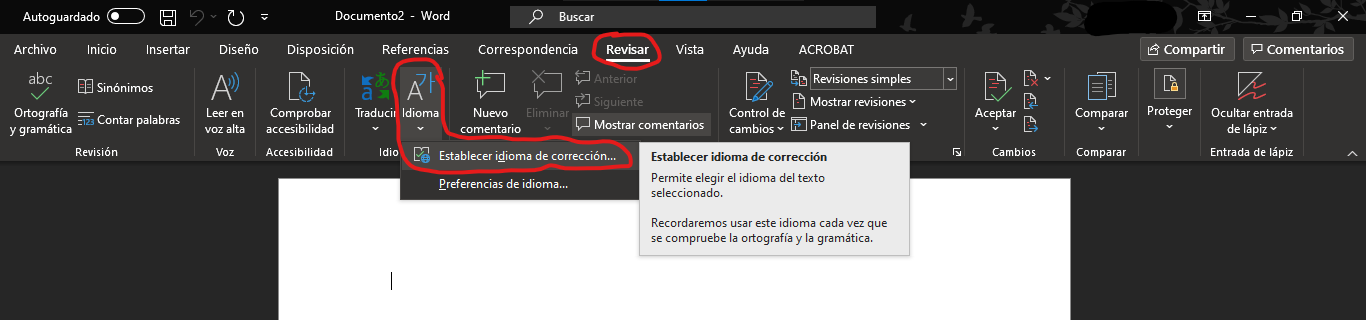 Autoguardado
Documento2 - Word
Buscar
Archivo Inicio Insertar Diseño Disposición Referencias Correspondencia Revisar Vista Ayuda ACROBAT Compartir Comentarios
abc
Ortografía y gramática
Sinónimos
123 Contar palabras
Revisión
Leer en voz alta
Voz
Comprobar accesibilidad
Accesibilidad
Traducir
Idioma
Idio
Nuevo comentario
Eliminar
Anterior
Siguiente
Mostrar comentarios
Control de cambios
Revisiones simples
Mostrar revisiones
Panel de revisiones
Aceptar
Cambios
Comparar
Comparar
Proteger
Ocultar entrada de lápiz
Entrada de lápiz
Establecer idioma de corrección...
Preferencias de idioma...
Establecer idioma de corrección
Permite elegir el idioma del texto
seleccionado.
Recordaremos usar este idioma cada vez que
se compruebe la ortografía y la gramática.